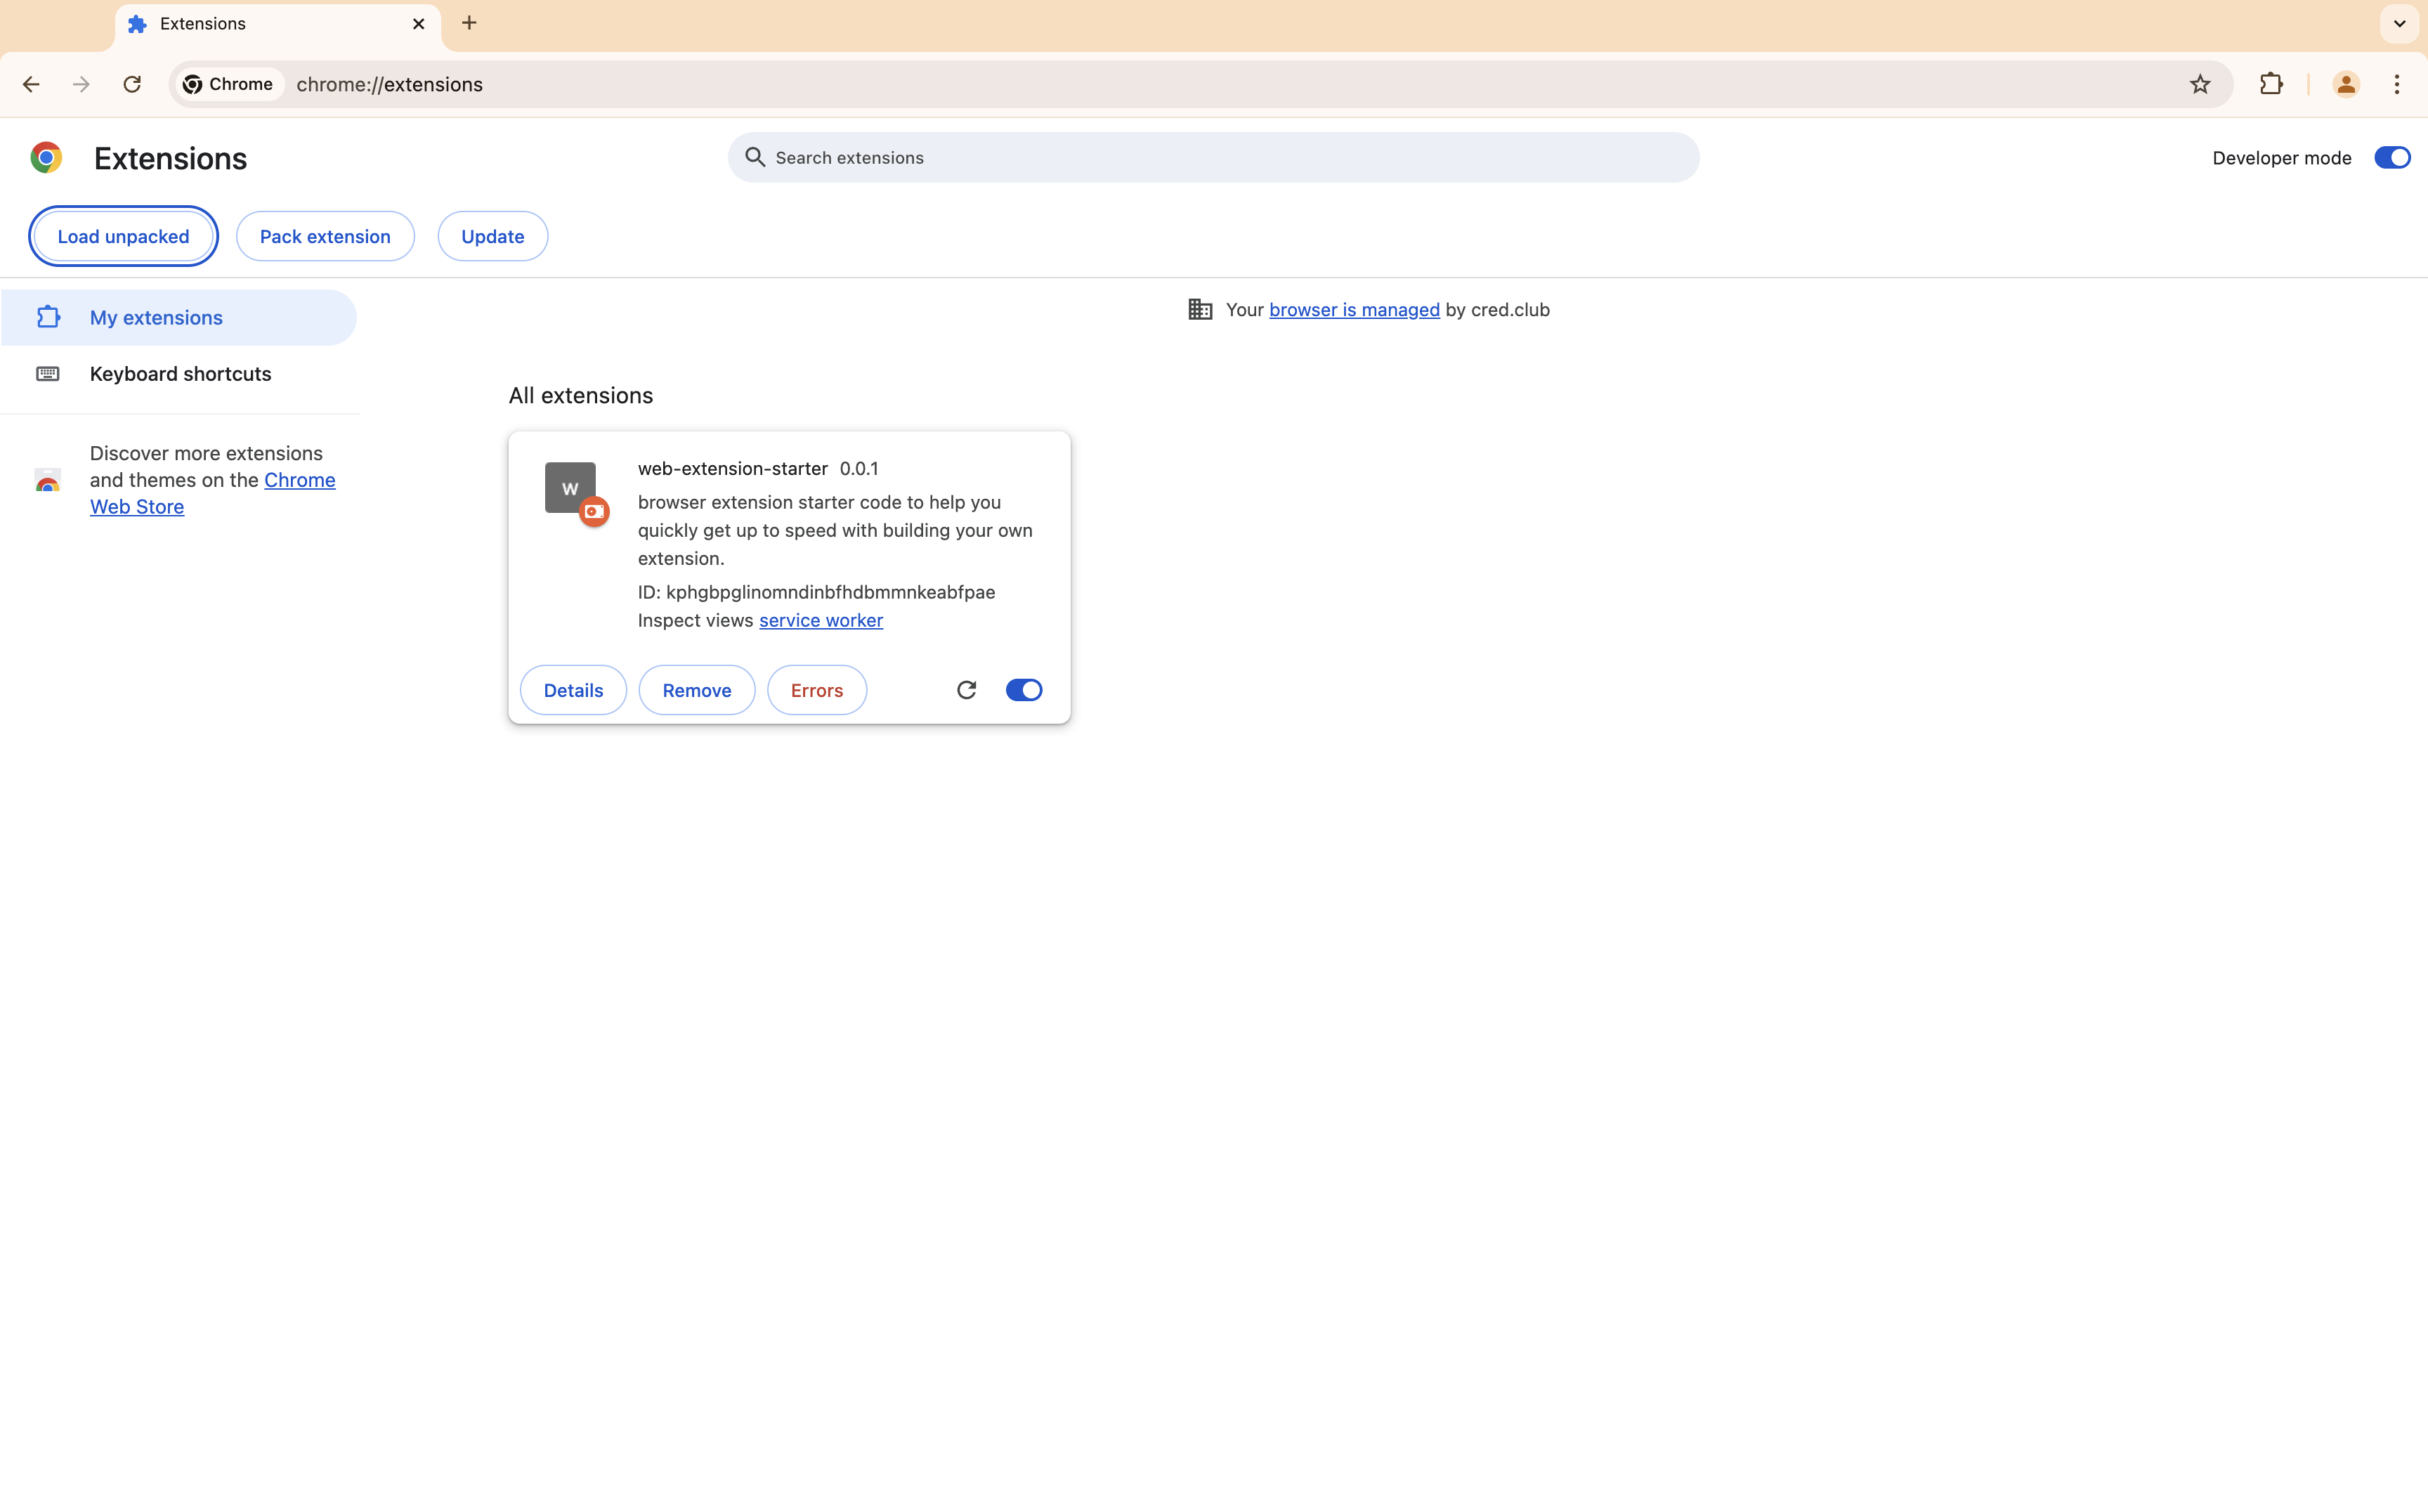 Extensions
Chrome
chrome://extensions
Extensions
Search extensions
Developer mode
Load unpacked
Pack extension
Update
My extensions
Keyboard shortcuts
Discover more extensions
and themes on the Chrome
Web Store
Your browser is managed by cred.club
All extensions
W
web-extension-starter 0.0.1
browser extension starter code to help you
quickly get up to speed with building your own
extension.
ID: kphgbpglinomndinbfhdbmmnkeabfpae
Inspect views service worker
Details
Remove
Errors